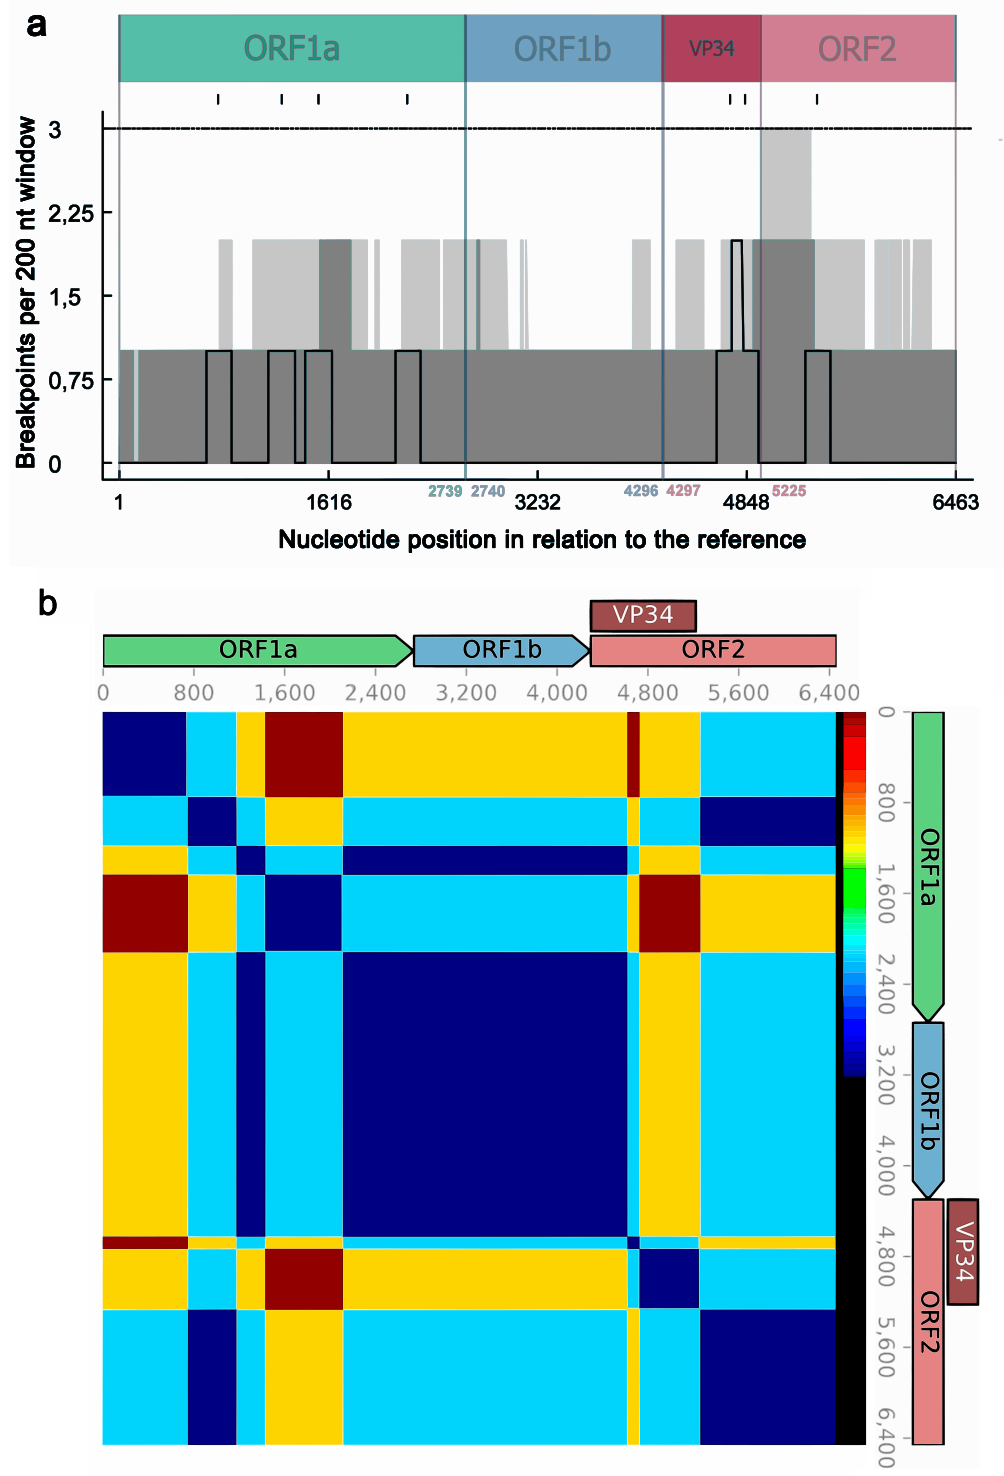 a
ORF1a ORF1b VP34 ORF2
Breakpoints per 200 nt window
3
2,25
1,5
0,75
0
2739 2740 4296 4297 5225
1 1616 3232 4848 6463
Nucleotide position in relation to the reference
b
VP34
ORF1a ORF1b ORF2
0 800 1,600 2,400 3,200 4,000 4,800 5,600 6,400
0 800 1,600 2,400 3,200 4,000 4,800 5,600 6,400
ORF1a ORF1b ORF2
VP34